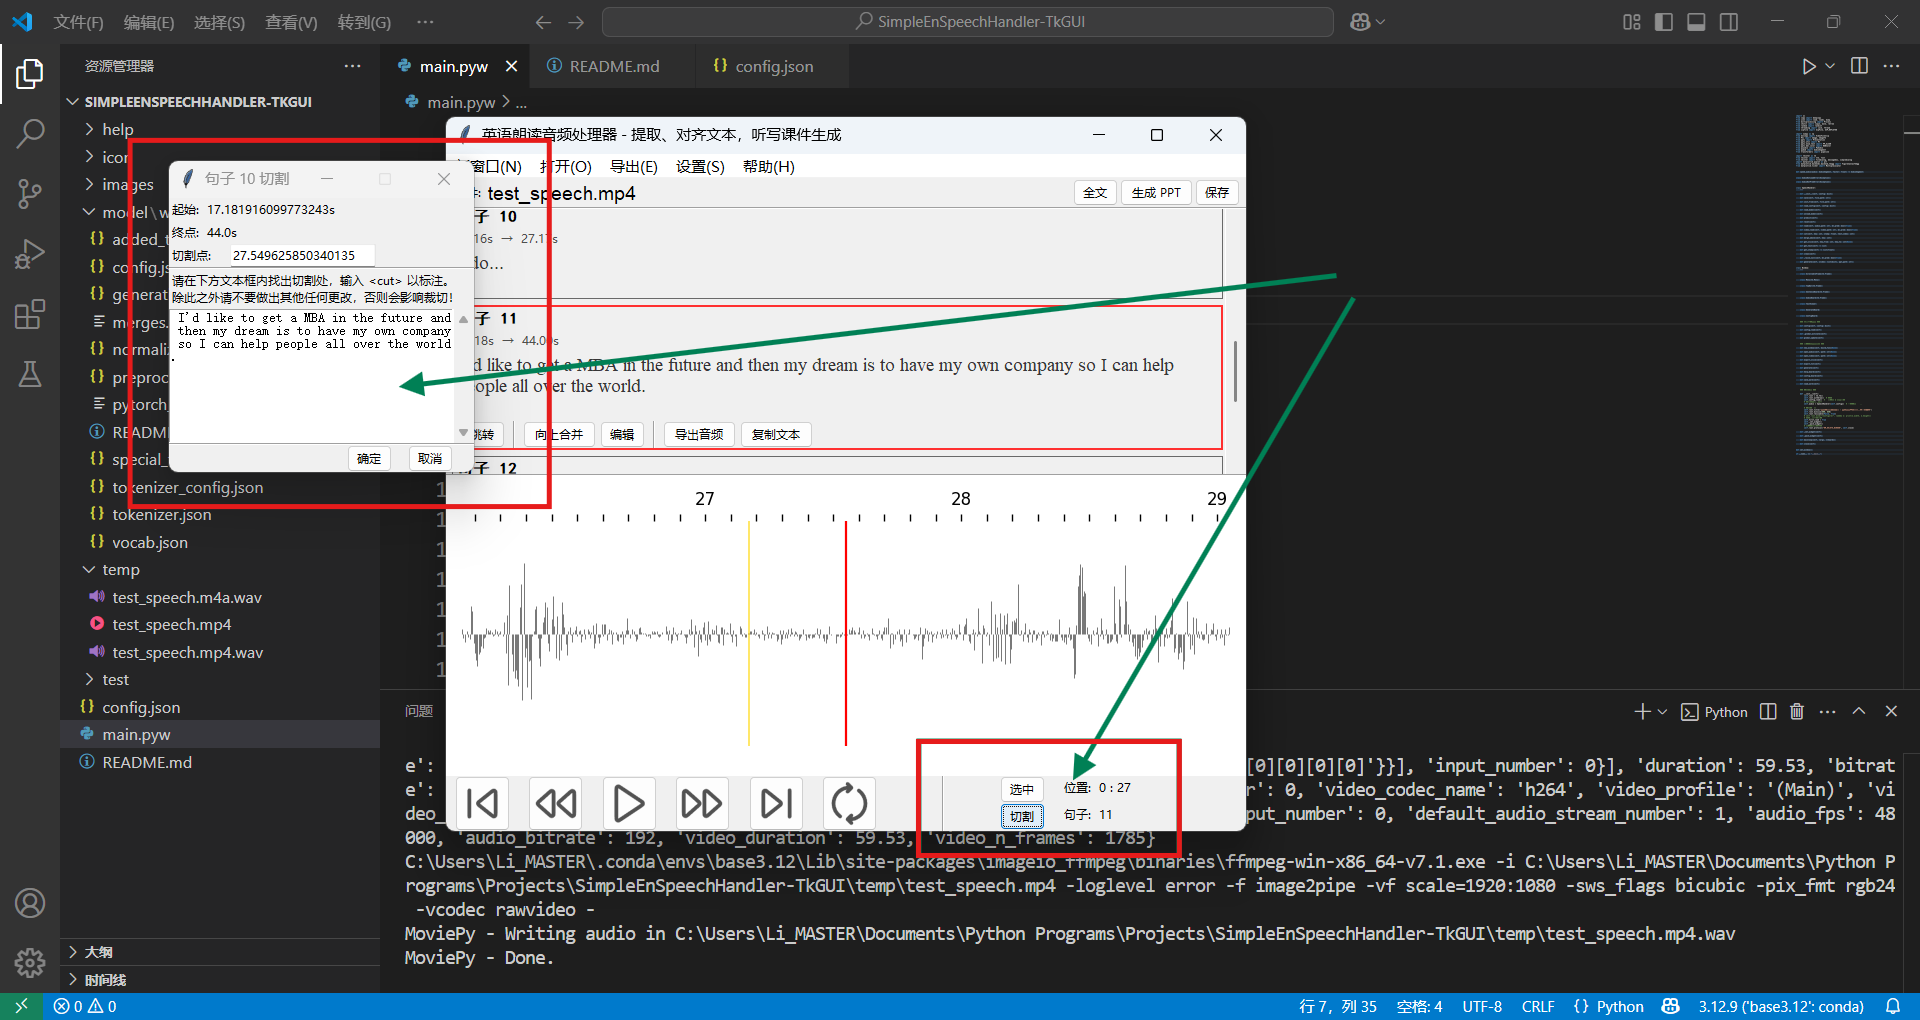 文件(F) 编辑(E) 选择(S) 查看(V) 转到(G) ···
SimpleEnSpeechHandler-TkGUI
资源管理器
SIMPLEENSPEECHHANDLER-TKGUI
help
icon
images
model\w
added_t
config.js
generat
merges.
normaliz
preproc
pytorch_
READM
special_
tokenizer_config.json
tokenizer.json
vocab.json
temp
test_speech.m4a.wav
test_speech.mp4
test_speech.mp4.wav
test
config.json
main.pyw
README.md
大纲
时间线
main.pyw
README.md
config.json
main.pyw > ...
句子 10 切割
起始: 17.181916099773243s
终点: 44.0s
切割点: 27.549625850340135
请在下方文本框内找出切割处，输入 <cut> 以标注。
除此之外请不要做出其他任何更改，否则会影响裁切！
I'd like to get a MBA in the future and
then my dream is to have my own company
so I can help people all over the world
.
确定 取消
英语朗读音频处理器 - 提取、对齐文本，听写课件生成
窗口(N) 打开(O) 导出(E) 设置(S) 帮助(H)
test_speech.mp4
全文 生成 PPT 保存
子 10
16s → 27.17s
do...
子 11
18s → 44.00s
d like to get a MBA in the future and then my dream is to have my own company so I can help
ople all over the world.
跳转 向上合并 编辑 导出音频 复制文本
子 12
27 28 29
选中 位置: 0 : 27
切割 句子: 11
问题
Python
e':
[0][0][0][0]'}}], 'input_number': 0}], 'duration': 59.53, 'bitrat
e':
r': 0, 'video_codec_name': 'h264', 'video_profile': '(Main)', 'vi
deo_
put_number': 0, 'default_audio_stream_number': 1, 'audio_fps': 48
000, 'audio_bitrate': 192, 'video_duration': 59.53, 'video_n_frames': 1785}
C:\Users\Li_MASTER\.conda\envs\base3.12\Lib\site-packages\imageio_ffmpeg\binaries\ffmpeg-win-x86_64-v7.1.exe -i C:\Users\Li_MASTER\Documents\Python P
rograms\Projects\SimpleEnSpeechHandler-TkGUI\temp\test_speech.mp4 -loglevel error -f image2pipe -vf scale=1920:1080 -sws_flags bicubic -pix_fmt rgb24
-vcodec rawvideo -
MoviePy - Writing audio in C:\Users\Li_MASTER\Documents\Python Programs\Projects\SimpleEnSpeechHandler-TkGUI\temp\test_speech.mp4.wav
MoviePy - Done.
0 0
行 7，列 35 空格: 4 UTF-8 CRLF {} Python 3.12.9 ('base3.12': conda)